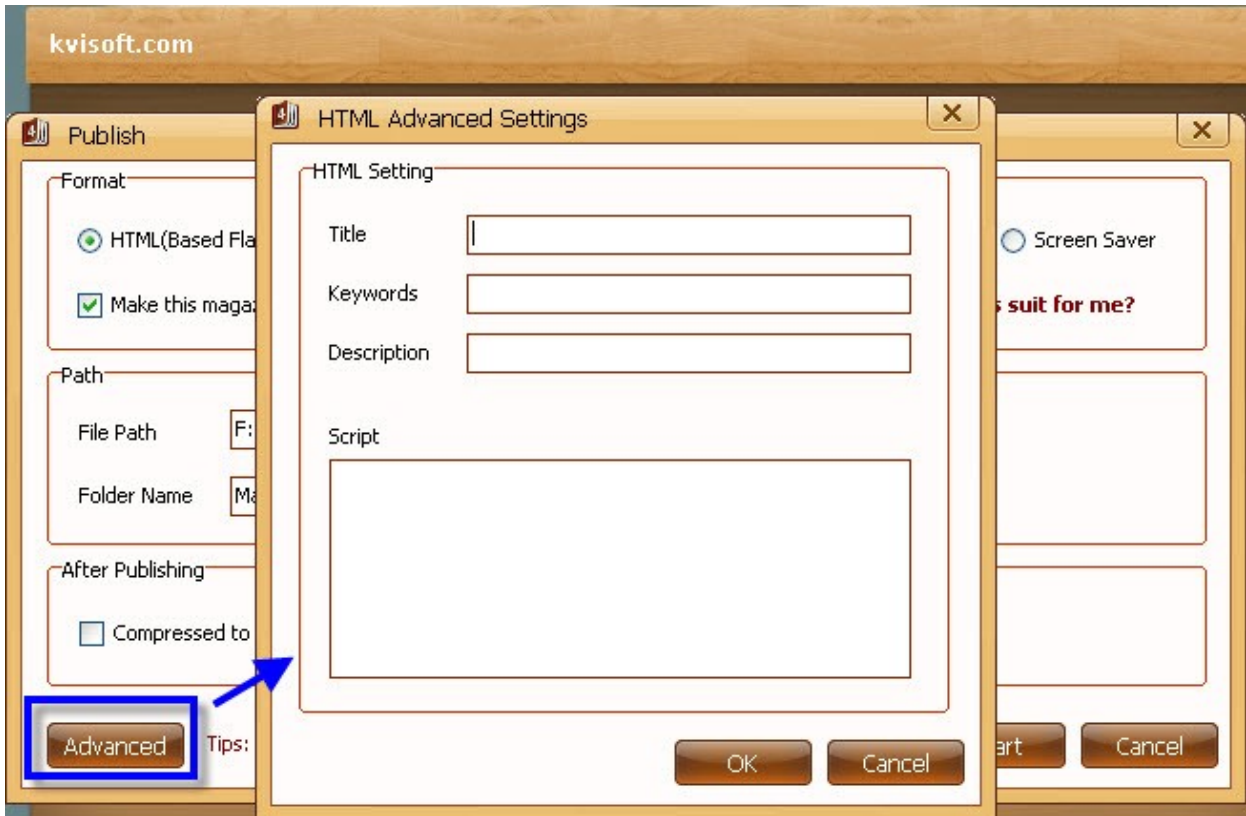 kvisoft.com
Publish
HTML Advanced Settings
Format
HTML(Based Fla
Screen Saver
Make this maga
suit for me?
Path
File Path
F:
Folder Name
Ma
After Publishing
Compressed to
Advanced
Tips:
art
Cancel
HTML Setting
Title
Keywords
Description
Script
OK
Cancel